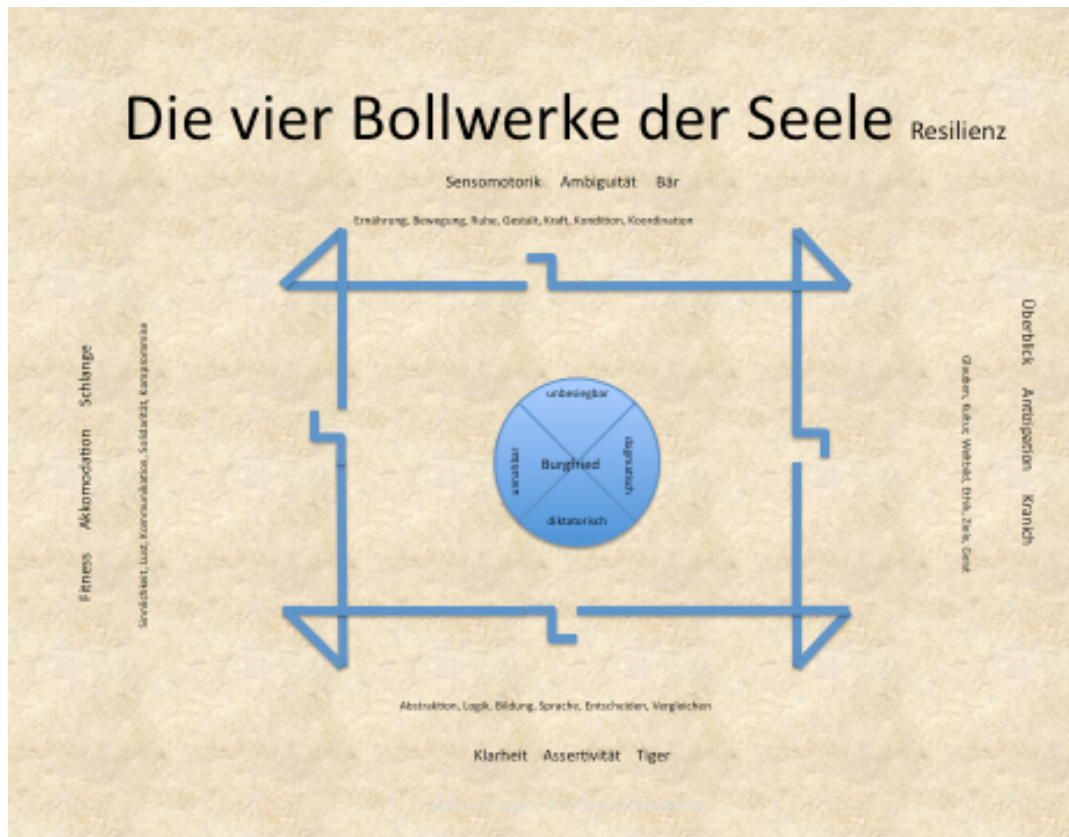 Die vier Bollwerke der Seele Resilienz
Sensomotorik Ambiguität Bär
Ernährung, Bewegung, Ruhe, Gestalt, Kraft, Kondition, Koordination
Fitness Akkomodation Schlange
Sinnlichkeit, Lust, Kommunikation, Solidarität, Kompromisse
unbesiegbar
annahbar
Burgfried
dogmatisch
diktatorisch
Glauben, Kultur, Weltbild, Ethik, Ziele, Geist
Überblick Antizipation Kranich
Abstraktion, Logik, Bildung, Sprache, Entscheiden, Vergleichen
Klarheit Assertivität Tiger